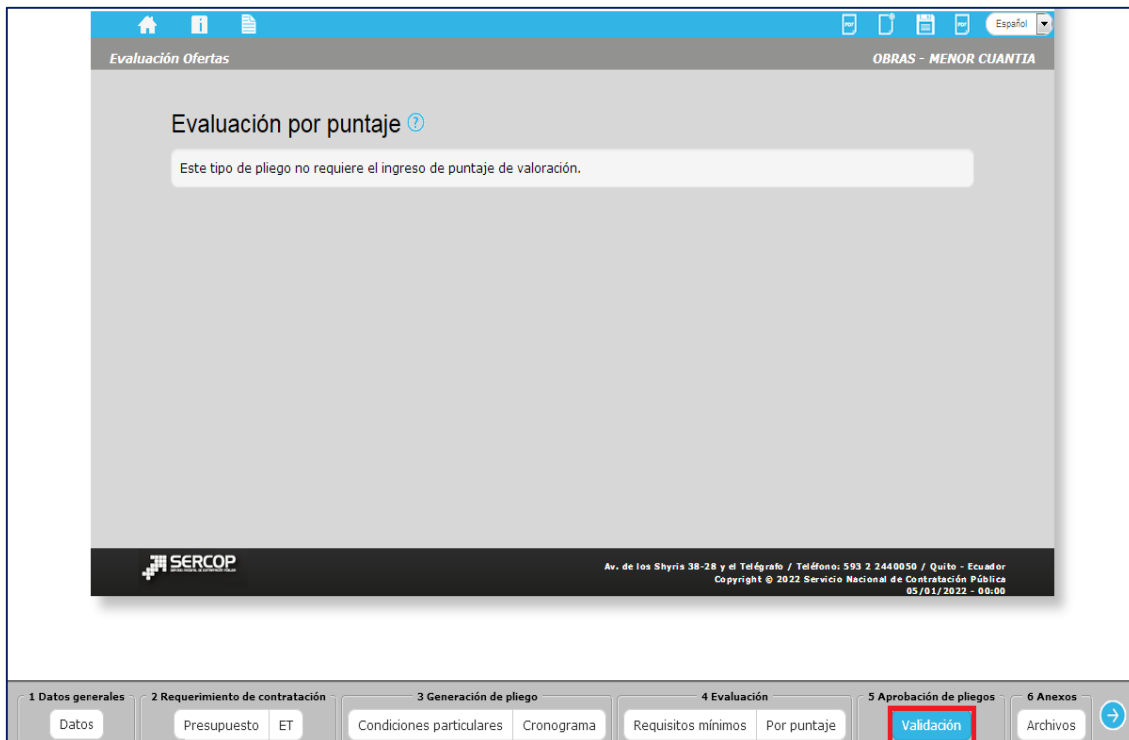 PDF PDF Español
Evaluación Ofertas OBRAS - MENOR CUANTIA
Evaluación por puntaje ?
Este tipo de pliego no requiere el ingreso de puntaje de valoración.
SERCOP
Av. de los Shyris 38-28 y el Telégrafo / Teléfono: 593 2 2440050 / Quito - Ecuador
Copyright © 2022 Servicio Nacional de Contratación Pública
05/01/2022 - 00:00
1 Datos generales 2 Requerimiento de contratación 3 Generación de pliego 4 Evaluación 5 Aprobación de pliegos 6 Anexos
Datos Presupuesto ET Condiciones particulares Cronograma Requisitos mínimos Por puntaje Validación Archivos